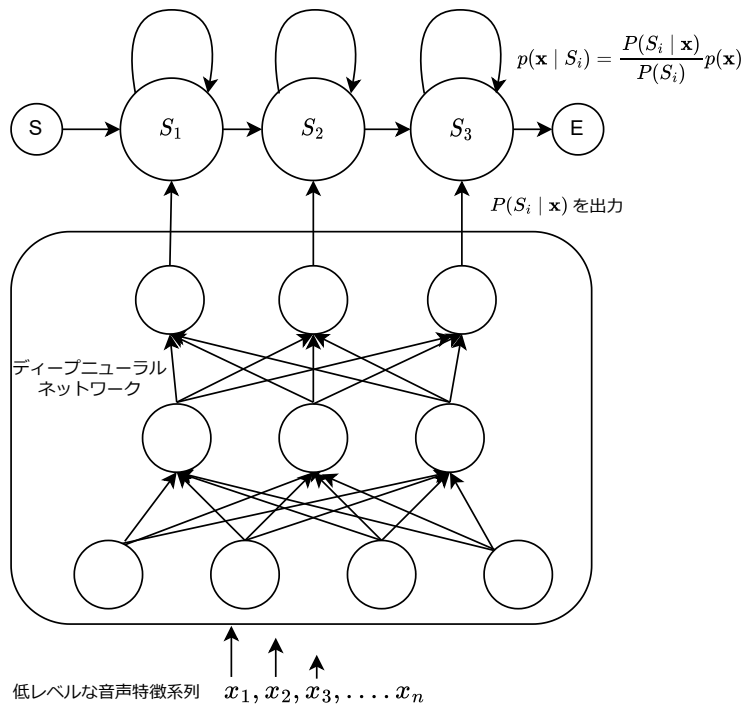 p(x | S_i) = P(S_i | x) / P(S_i) p(x)
S
S_1
S_2
S_3
E
P(S_i | x) を出力
ディープニューラル
ネットワーク
低レベルな音声特徴系列 x_1, x_2, x_3, . . . . x_n